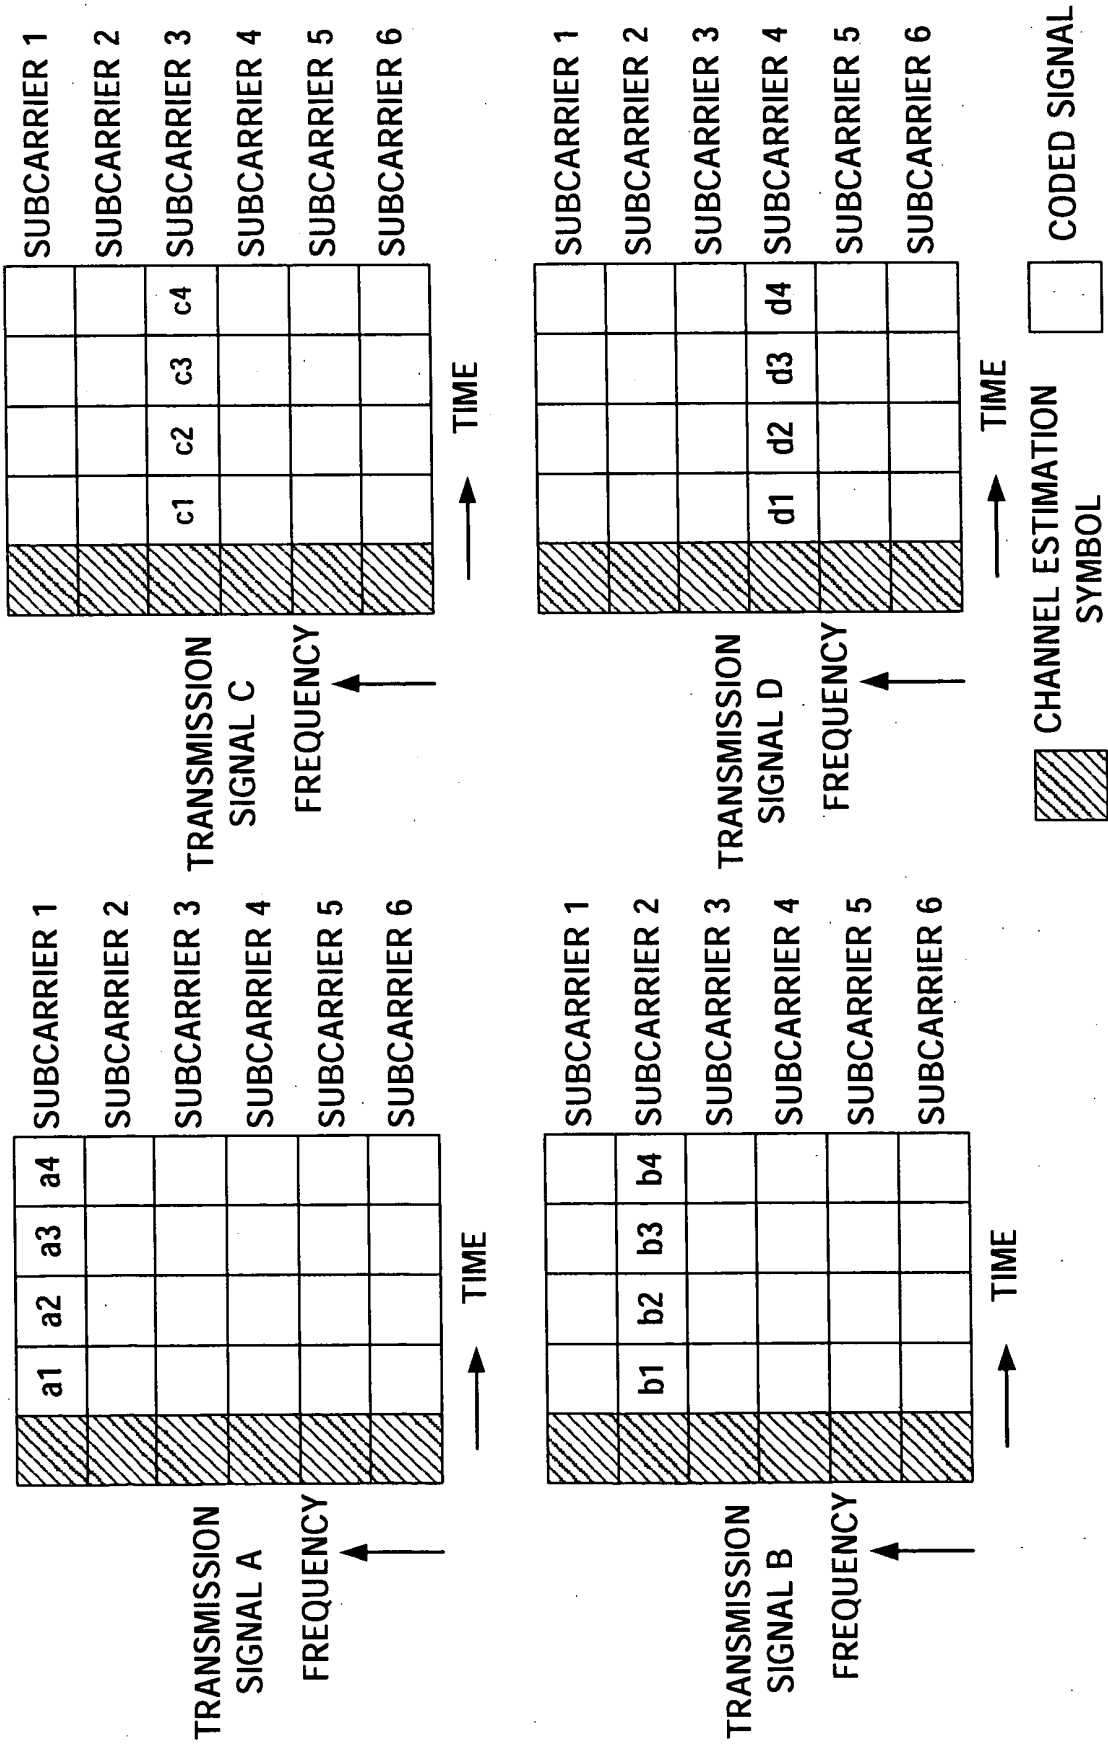 a1 a2 a3 a4 SUBCARRIER 1
SUBCARRIER 2
SUBCARRIER 3
SUBCARRIER 4
SUBCARRIER 5
SUBCARRIER 6
TRANSMISSION
SIGNAL A
FREQUENCY
TIME
SUBCARRIER 1
SUBCARRIER 2
c1 c2 c3 c4 SUBCARRIER 3
SUBCARRIER 4
SUBCARRIER 5
SUBCARRIER 6
TRANSMISSION
SIGNAL C
FREQUENCY
TIME
SUBCARRIER 1
b1 b2 b3 b4 SUBCARRIER 2
SUBCARRIER 3
SUBCARRIER 4
SUBCARRIER 5
SUBCARRIER 6
TRANSMISSION
SIGNAL B
FREQUENCY
TIME
SUBCARRIER 1
SUBCARRIER 2
SUBCARRIER 3
d1 d2 d3 d4 SUBCARRIER 4
SUBCARRIER 5
SUBCARRIER 6
TRANSMISSION
SIGNAL D
FREQUENCY
TIME
CHANNEL ESTIMATION
SYMBOL
CODED SIGNAL